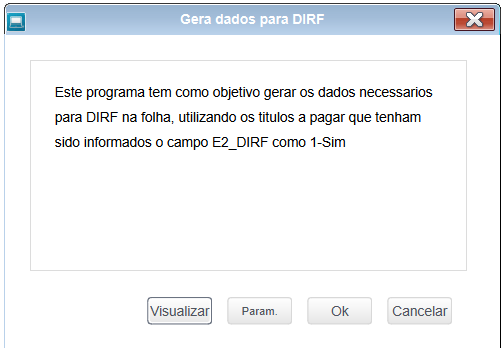 Gera dados para DIRF
Este programa tem como objetivo gerar os dados necessarios
para DIRF na folha, utilizando os titulos a pagar que tenham
sido informados o campo E2_DIRF como 1-Sim
Visualizar Param. Ok Cancelar